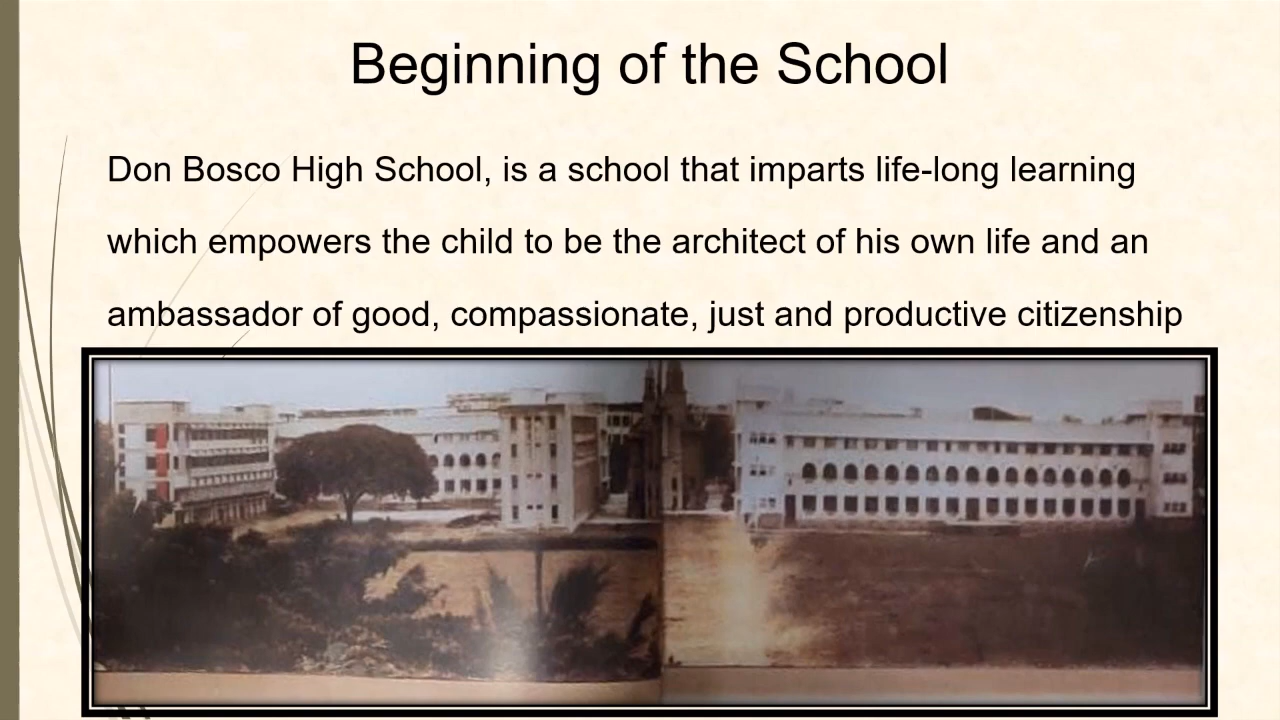 Beginning of the School
Don Bosco High School, is a school that imparts life-long learning
which empowers the child to be the architect of his own life and an
ambassador of good, compassionate, just and productive citizenship